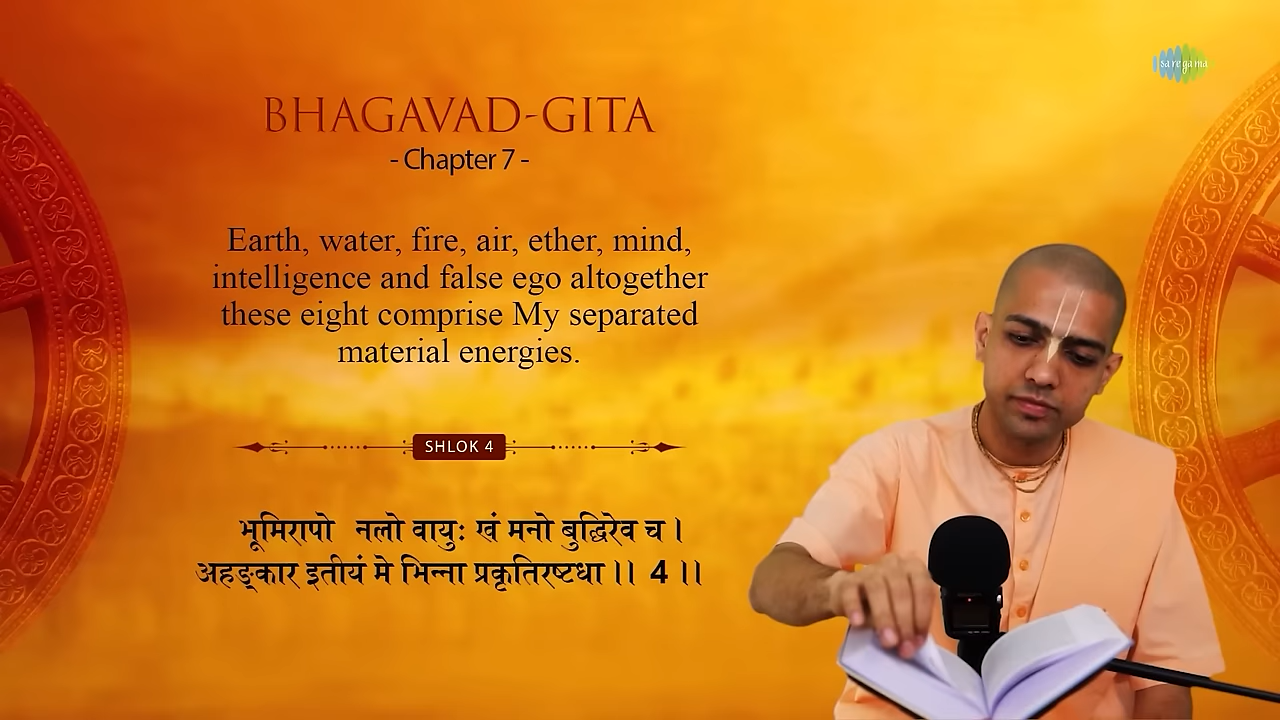 saregama
BHAGAVAD-GITA
- Chapter 7 -
Earth, water, fire, air, ether, mind,
intelligence and false ego altogether
these eight comprise My separated
material energies.
SHLOK 4
भूमिरापो नलो वायुः खं मनो बुद्धिरेव च ।
अहङ्कार इतीयं मे भिन्ना प्रकृतिरष्टधा ।। 4 ।।